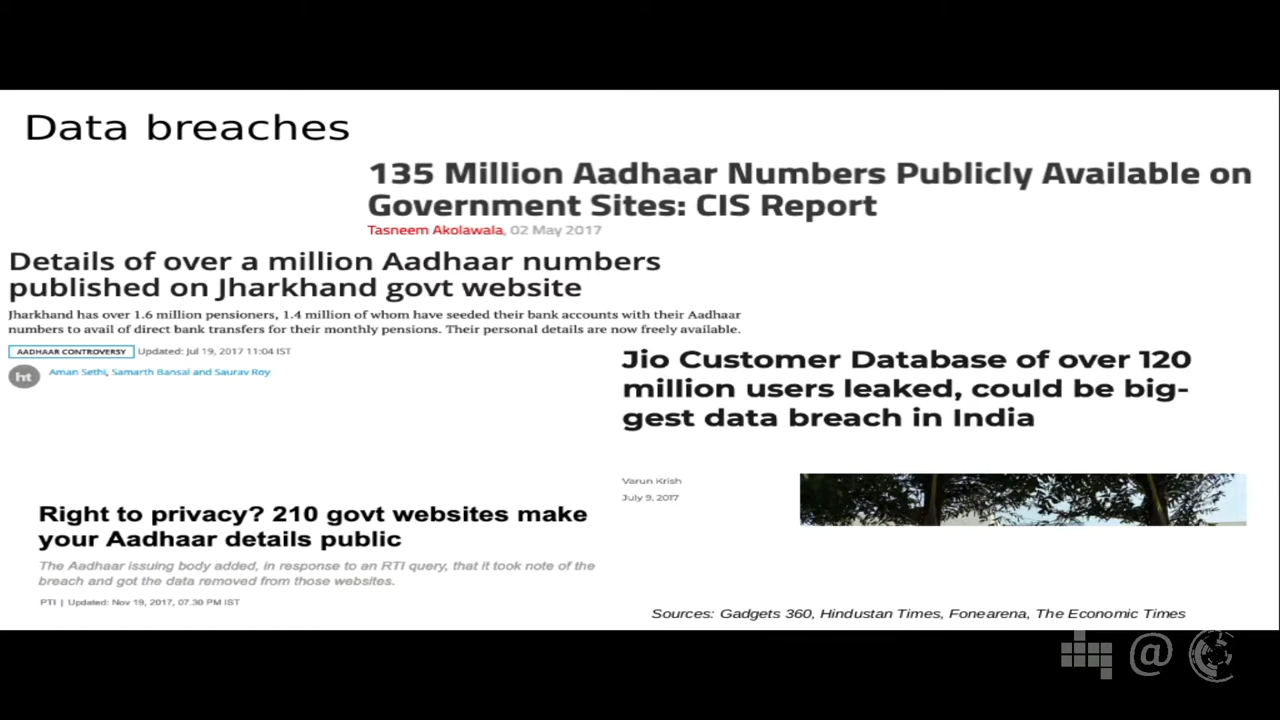 Data breaches
135 Million Aadhaar Numbers Publicly Available on
Government Sites: CIS Report
Tasneem Akolawala, 02 May 2017
Details of over a million Aadhaar numbers
published on Jharkhand govt website
Jharkhand has over 1.6 million pensioners, 1.4 million of whom have seeded their bank accounts with their Aadhaar
numbers to avail of direct bank transfers for their monthly pensions. Their personal details are now freely available.
AADHAAR CONTROVERSY Updated: Jul 19, 2017 11:04 IST
ht Aman Sethi, Samarth Bansal and Saurav Roy
Jio Customer Database of over 120
million users leaked, could be big-
gest data breach in India
Varun Krish
July 9, 2017
Right to privacy? 210 govt websites make
your Aadhaar details public
The Aadhaar issuing body added, in response to an RTI query, that it took note of the
breach and got the data removed from those websites.
PTI | Updated: Nov 19, 2017, 07.30 PM IST
Sources: Gadgets 360, Hindustan Times, Fonearena, The Economic Times
@